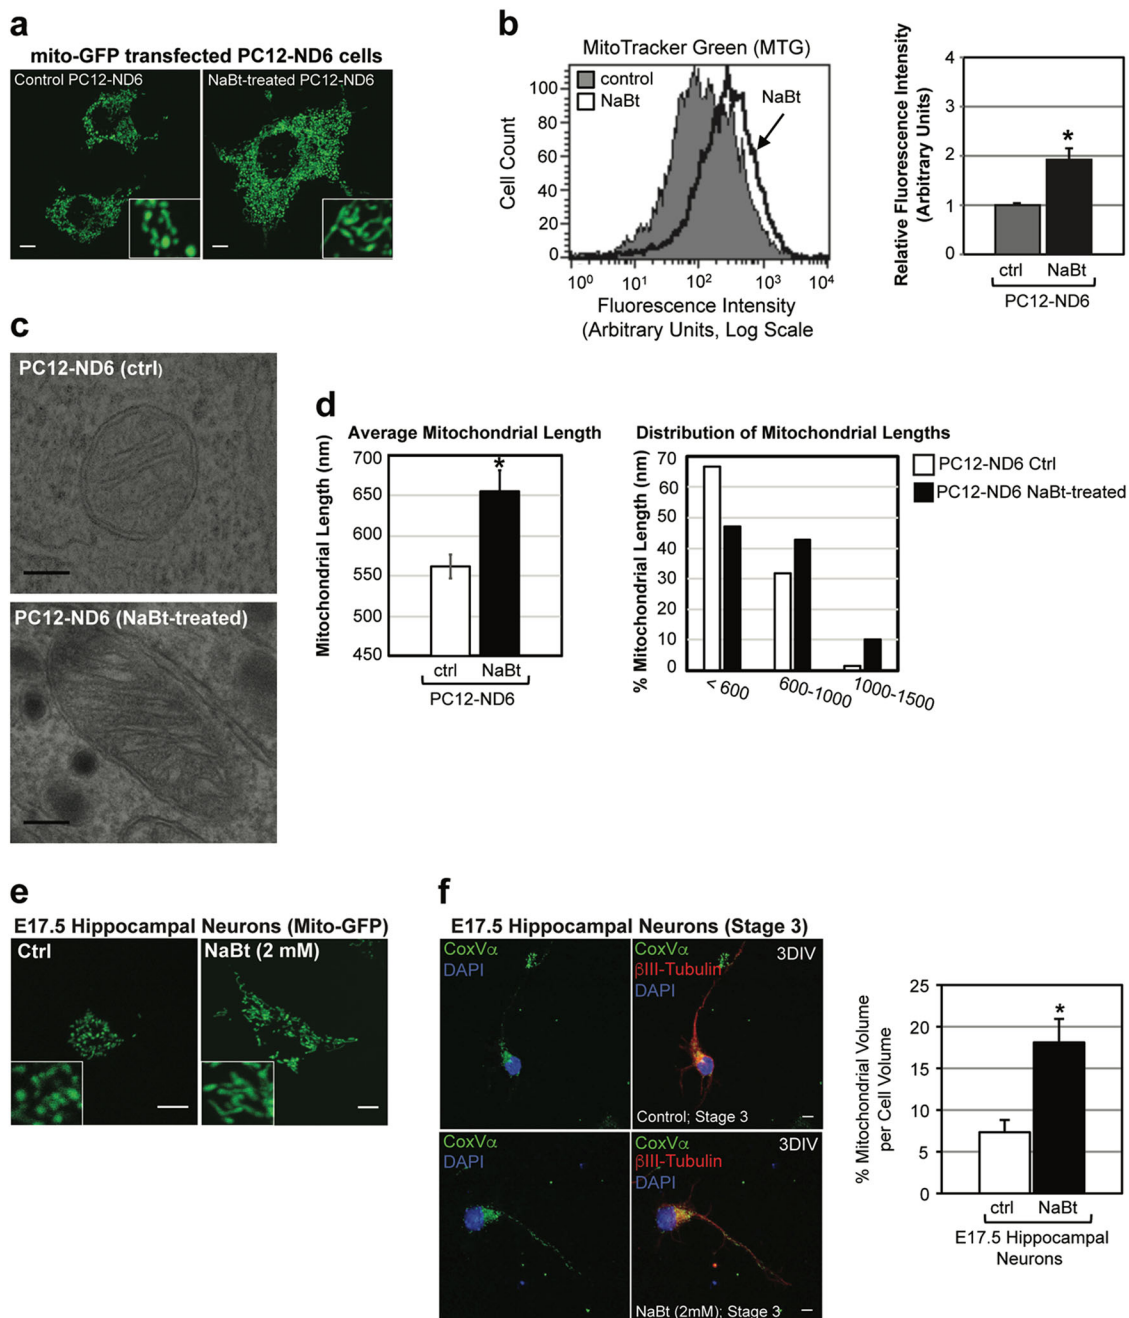 a
mito-GFP transfected PC12-ND6 cells
Control PC12-ND6
NaBt-treated PC12-ND6
b
MitoTracker Green (MTG)
control
NaBt
NaBt
Cell Count
100
80
60
40
20
0
10⁰ 10¹ 10² 10³ 10⁴
Fluorescence Intensity
(Arbitrary Units, Log Scale
Relative Fluorescence Intensity
(Arbitrary Units)
4
3
2
1
0
*
ctrl NaBt
PC12-ND6
c
PC12-ND6 (ctrl)
PC12-ND6 (NaBt-treated)
d
Average Mitochondrial Length
Mitochondrial Length (nm)
700
650
600
550
500
450
*
ctrl NaBt
PC12-ND6
Distribution of Mitochondrial Lengths
% Mitochondrial Length (nm)
70
60
50
40
30
20
10
0
< 600
600-1000
1000-1500
PC12-ND6 Ctrl
PC12-ND6 NaBt-treated
e
E17.5 Hippocampal Neurons (Mito-GFP)
Ctrl
NaBt (2 mM)
f
E17.5 Hippocampal Neurons (Stage 3)
CoxVα
DAPI
CoxVα
βIII-Tubulin
DAPI
3DIV
Control; Stage 3
CoxVα
DAPI
CoxVα
βIII-Tubulin
DAPI
3DIV
NaBt (2mM); Stage 3
% Mitochondrial Volume
per Cell Volume
25
20
15
10
5
0
*
ctrl NaBt
E17.5 Hippocampal
Neurons